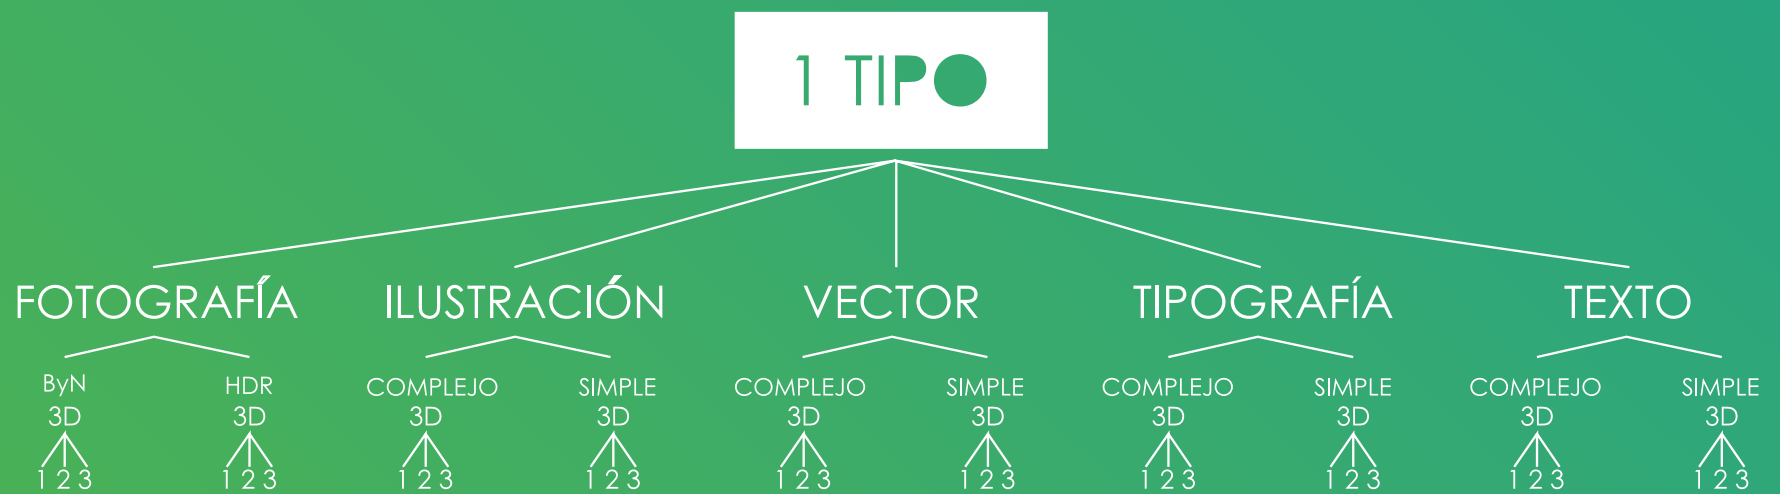 1 TIPO
FOTOGRAFÍA ILUSTRACIÓN VECTOR TIPOGRAFÍA TEXTO
ByN HDR COMPLEJO SIMPLE COMPLEJO SIMPLE COMPLEJO SIMPLE COMPLEJO SIMPLE
3D 3D 3D 3D 3D 3D 3D 3D 3D 3D
1 2 3 1 2 3 1 2 3 1 2 3 1 2 3 1 2 3 1 2 3 1 2 3 1 2 3 1 2 3